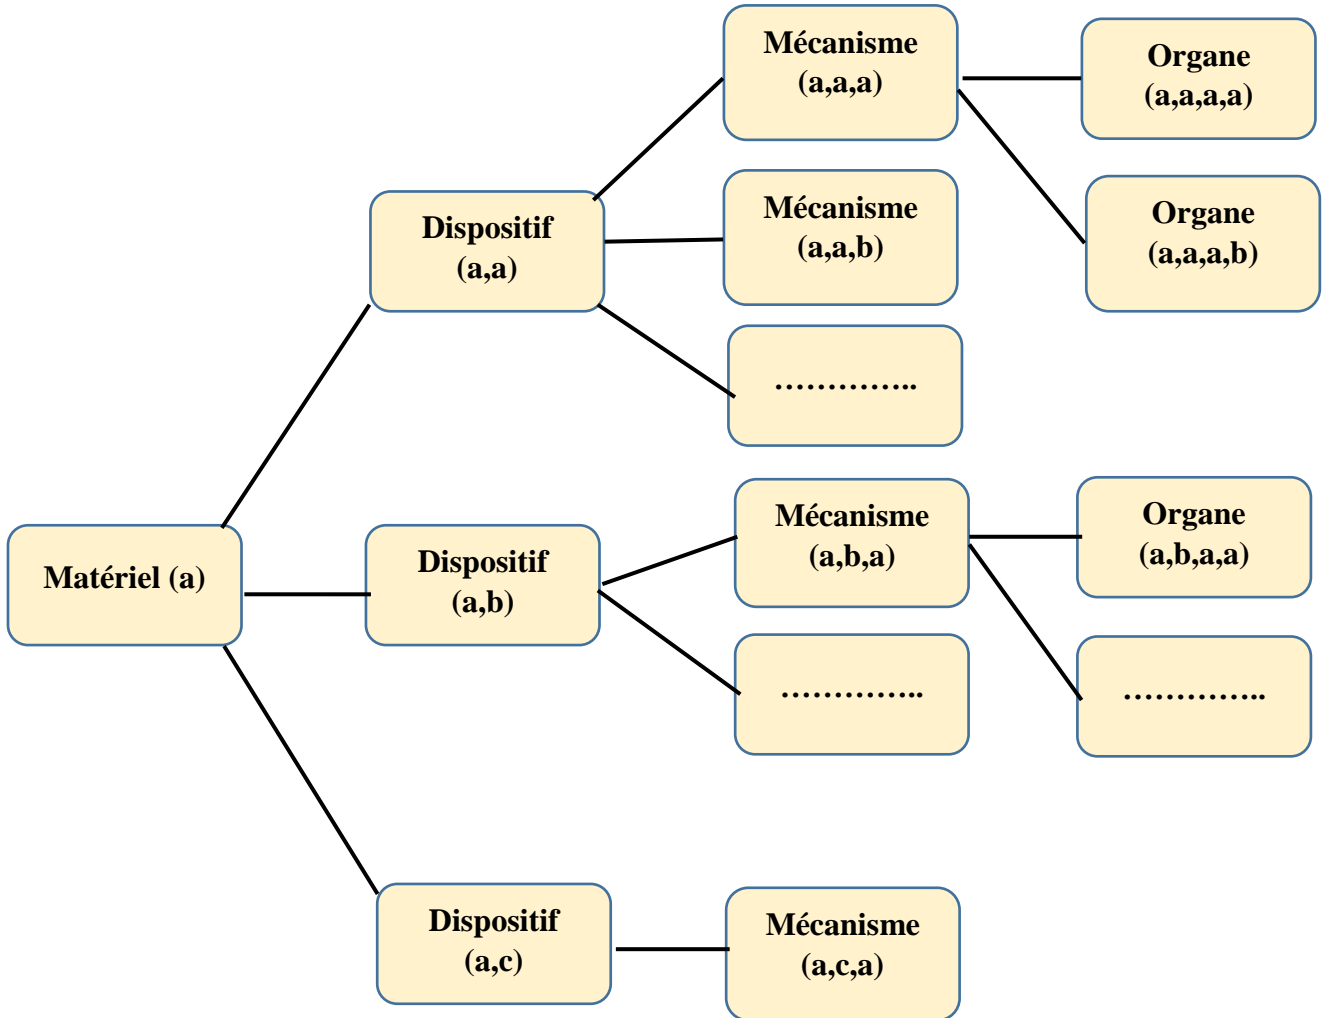 Mécanisme
(a,a,a)
Organe
(a,a,a,a)
Mécanisme
(a,a,b)
Organe
(a,a,a,b)
Dispositif
(a,a)
…………..
Mécanisme
(a,b,a)
Organe
(a,b,a,a)
Matériel (a)
Dispositif
(a,b)
…………..
…………..
Dispositif
(a,c)
Mécanisme
(a,c,a)